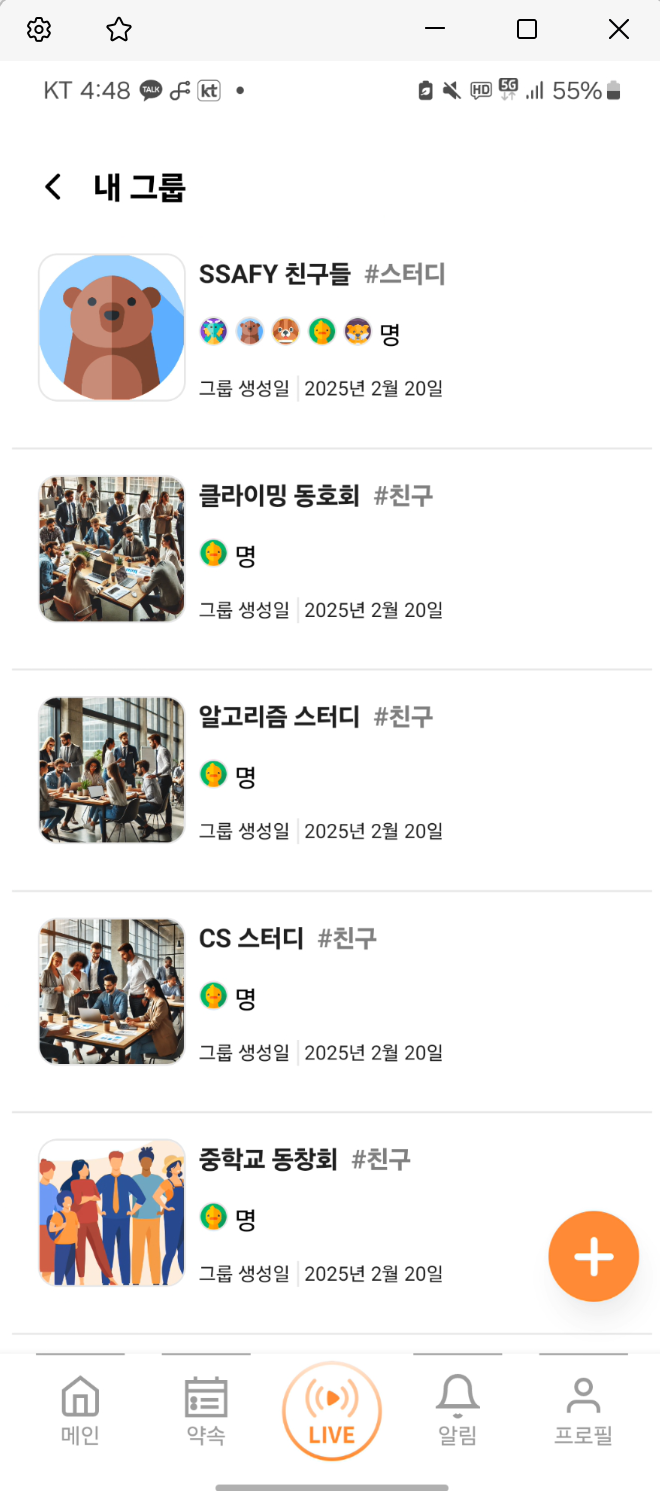 KT 4:48 TALK kt HD 5G 55%
내 그룹
SSAFY 친구들 #스터디
명
그룹 생성일 2025년 2월 20일
클라이밍 동호회 #친구
명
그룹 생성일 2025년 2월 20일
알고리즘 스터디 #친구
명
그룹 생성일 2025년 2월 20일
CS 스터디 #친구
명
그룹 생성일 2025년 2월 20일
중학교 동창회 #친구
명
그룹 생성일 2025년 2월 20일
메인 약속 LIVE 알림 프로필